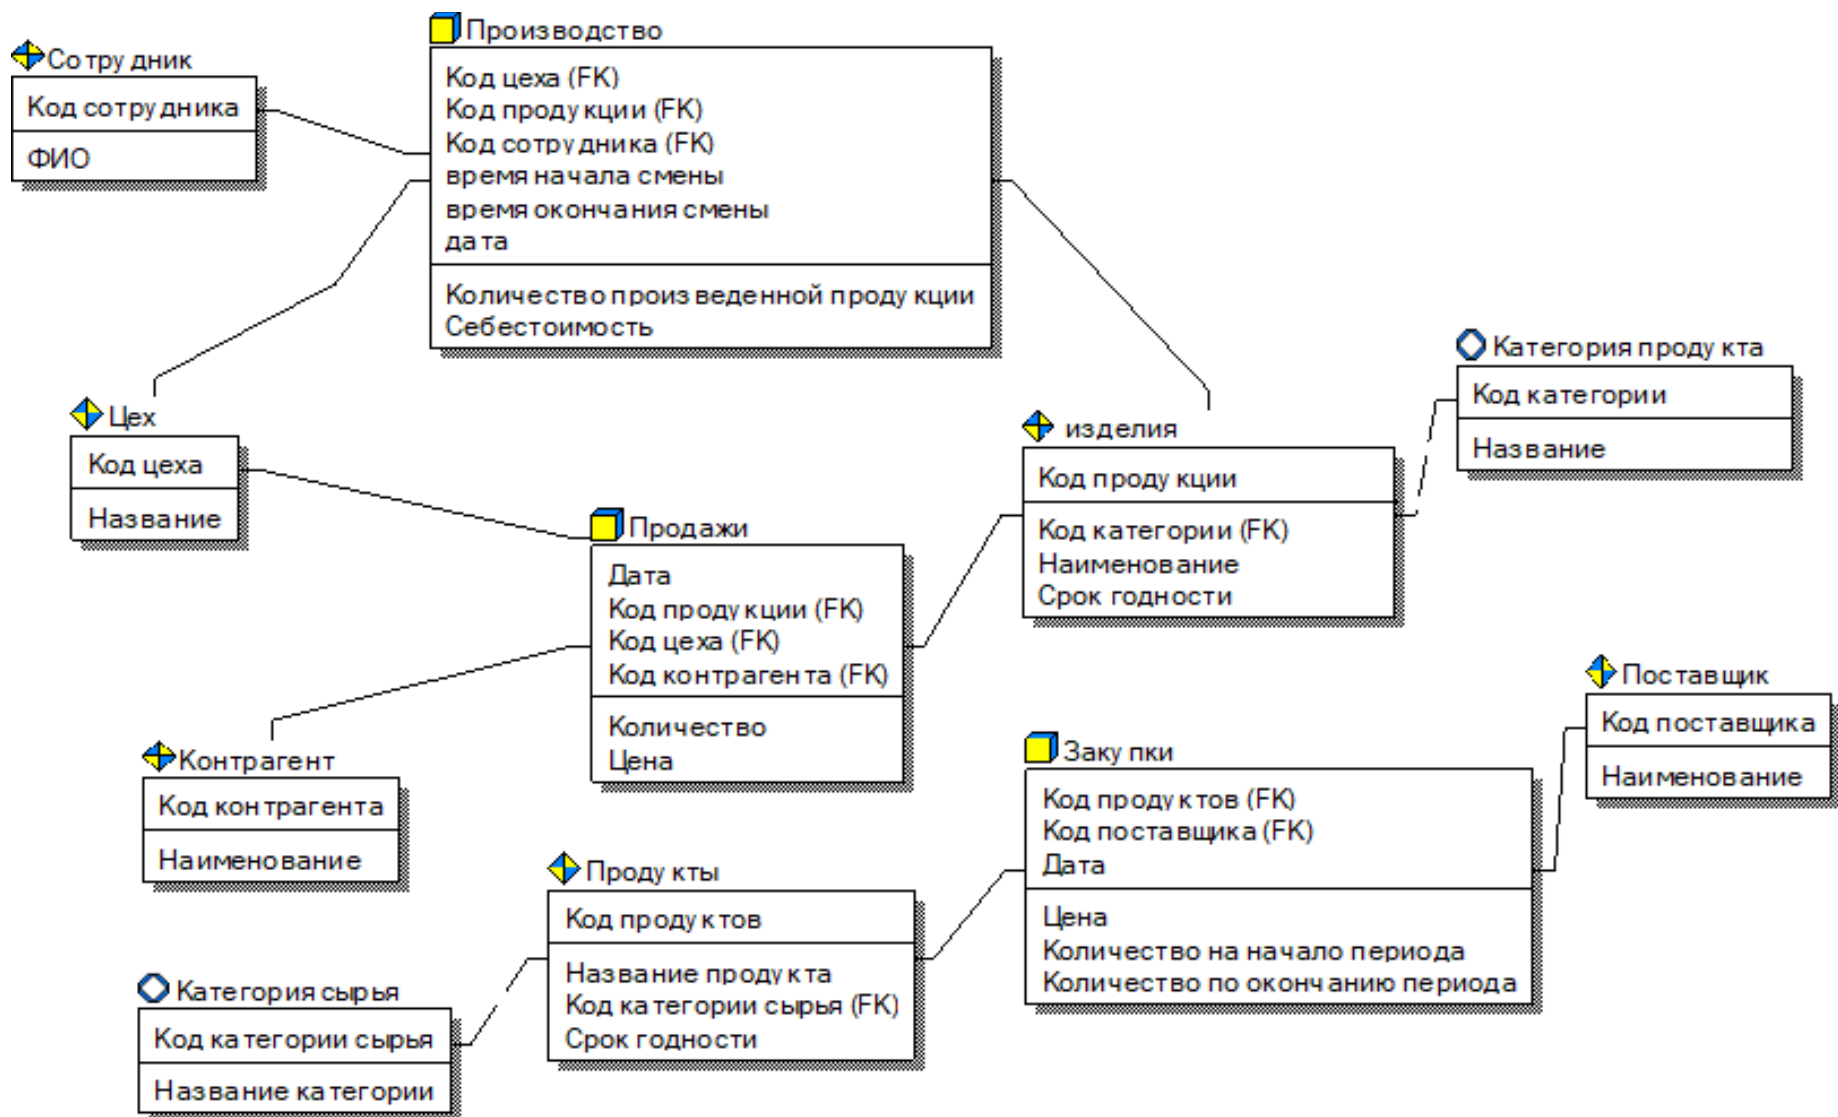 Сотрудник
Код сотрудника
ФИО
Производство
Код цеха (FK)
Код продукции (FK)
Код сотрудника (FK)
время начала смены
время окончания смены
дата
Количество произведенной продукции
Себестоимость
Категория продукта
Код категории
Название
Цех
Код цеха
Название
изделия
Код продукции
Код категории (FK)
Наименование
Срок годности
Продажи
Дата
Код продукции (FK)
Код цеха (FK)
Код контрагента (FK)
Количество
Цена
Поставщик
Код поставщика
Наименование
Контрагент
Код контрагента
Наименование
Закупки
Код продуктов (FK)
Код поставщика (FK)
Дата
Цена
Количество на начало периода
Количество по окончанию периода
Продукты
Код продуктов
Название продукта
Код категории сырья (FK)
Срок годности
Категория сырья
Код категории сырья
Название категории